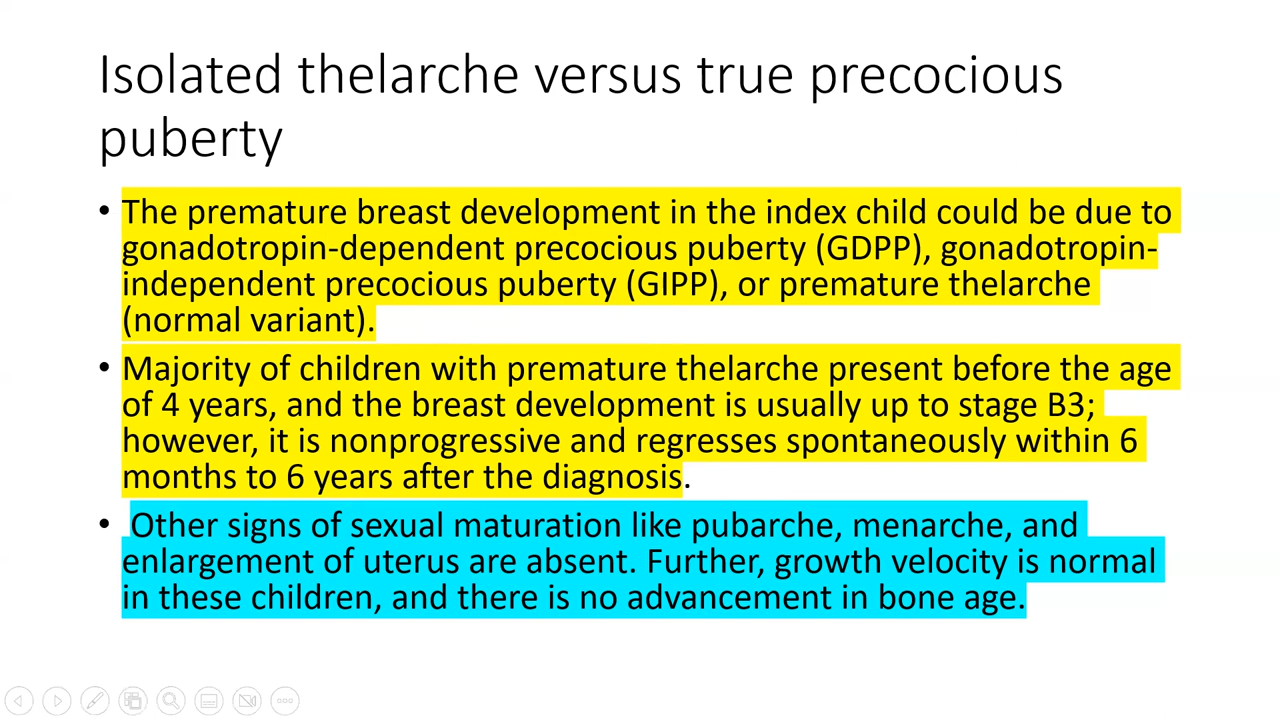 Isolated thelarche versus true precocious
puberty
• The premature breast development in the index child could be due to
gonadotropin-dependent precocious puberty (GDPP), gonadotropin-
independent precocious puberty (GIPP), or premature thelarche
(normal variant).
• Majority of children with premature thelarche present before the age
of 4 years, and the breast development is usually up to stage B3;
however, it is nonprogressive and regresses spontaneously within 6
months to 6 years after the diagnosis.
• Other signs of sexual maturation like pubarche, menarche, and
enlargement of uterus are absent. Further, growth velocity is normal
in these children, and there is no advancement in bone age.